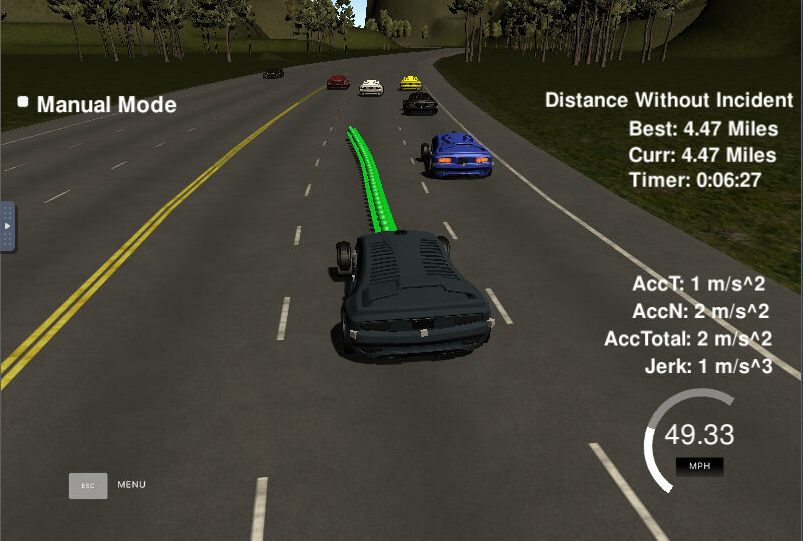 Manual Mode
Distance Without Incident
Best: 4.47 Miles
Curr: 4.47 Miles
Timer: 0:06:27
AccT: 1 m/s^2
AccN: 2 m/s^2
AccTotal: 2 m/s^2
Jerk: 1 m/s^3
49.33
MPH
ESC MENU